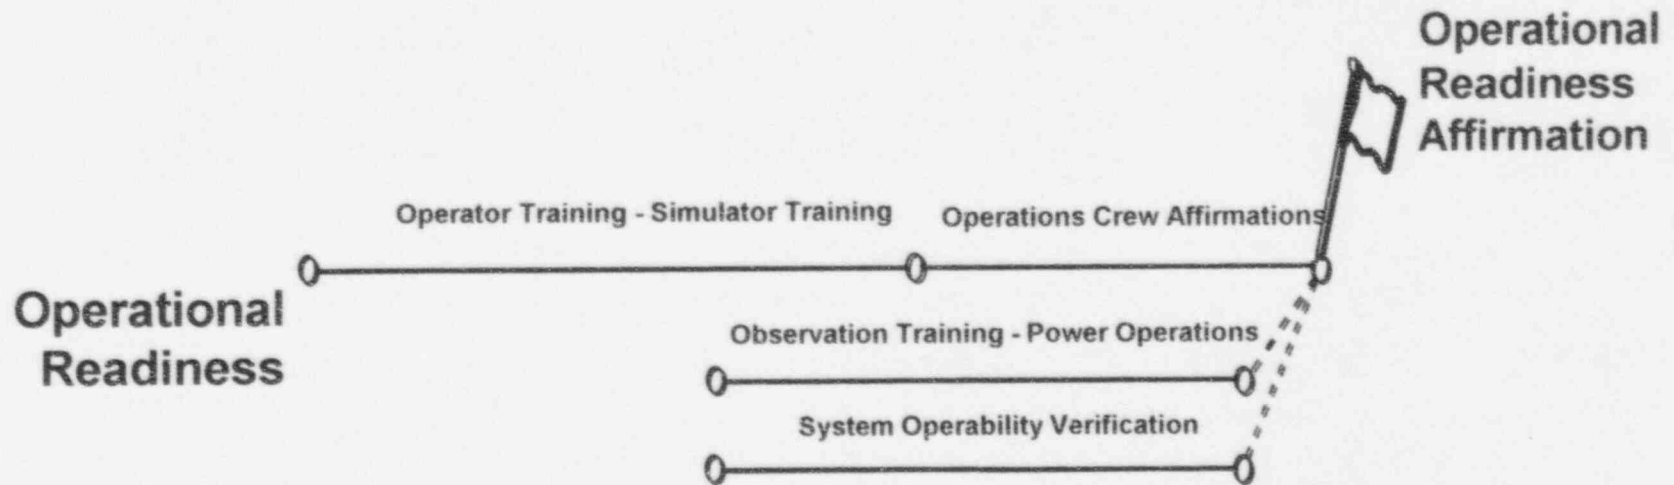 Operational
Readiness
Affirmation
Operator Training - Simulator Training
Operations Crew Affirmations
Operational
Readiness
Observation Training - Power Operations
System Operability Verification